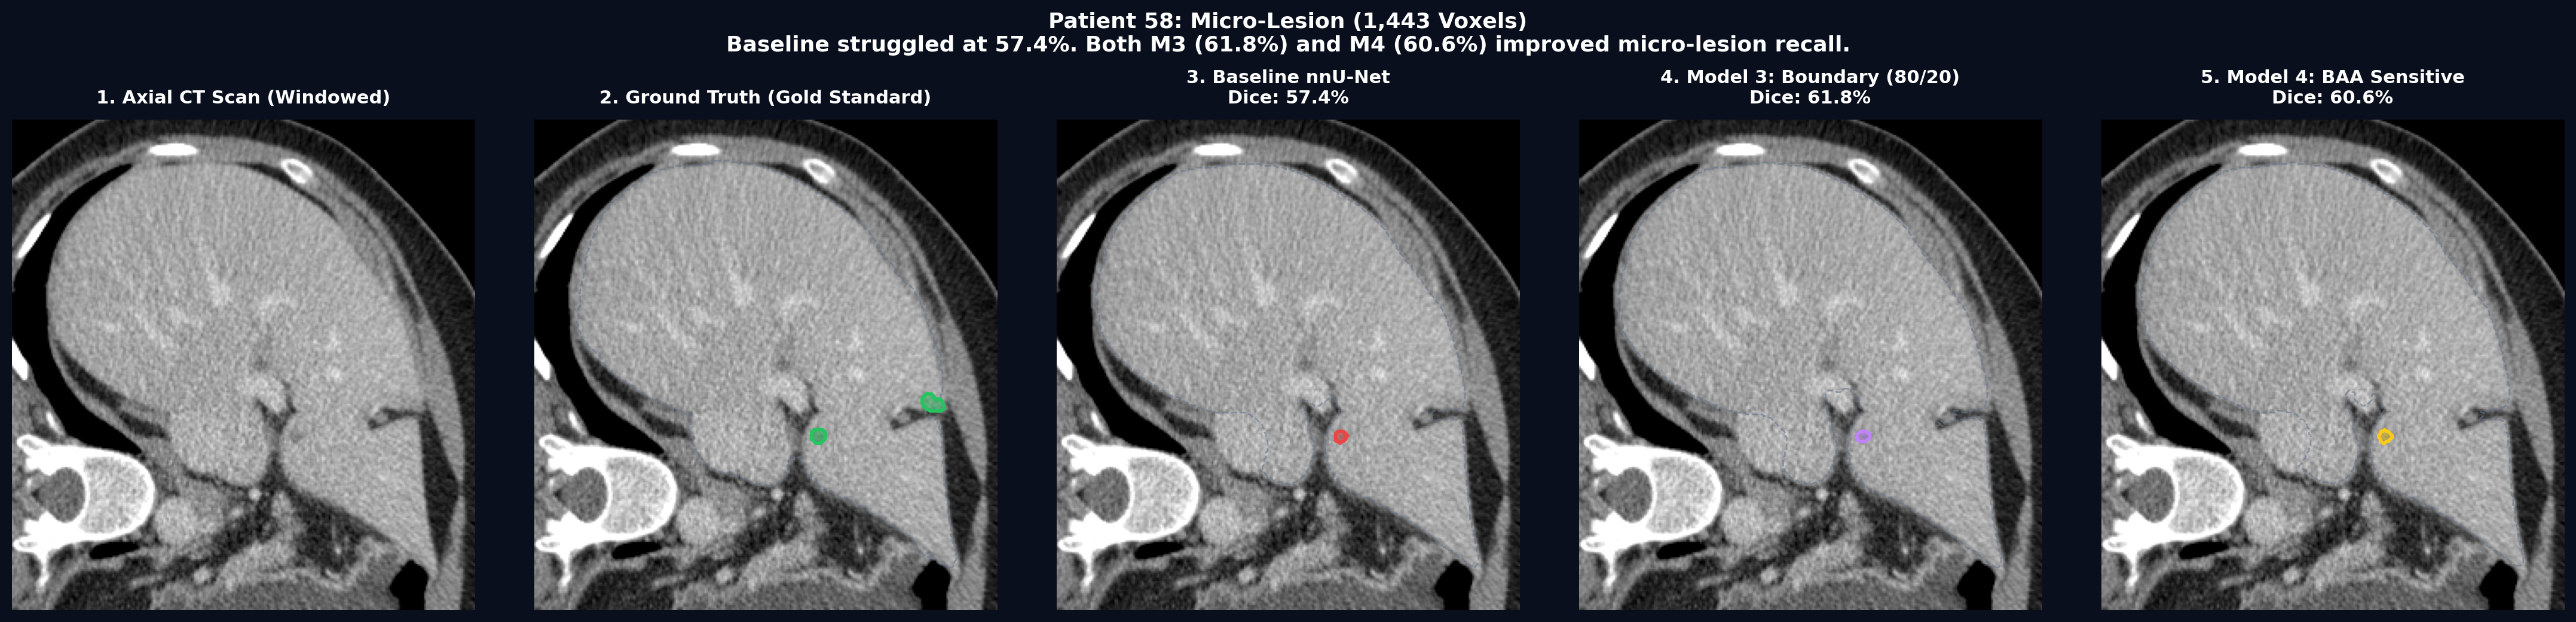 Patient 58: Micro-Lesion (1,443 Voxels)
Baseline struggled at 57.4%. Both M3 (61.8%) and M4 (60.6%) improved micro-lesion recall.
1. Axial CT Scan (Windowed)
2. Ground Truth (Gold Standard)
3. Baseline nnU-Net
Dice: 57.4%
4. Model 3: Boundary (80/20)
Dice: 61.8%
5. Model 4: BAA Sensitive
Dice: 60.6%